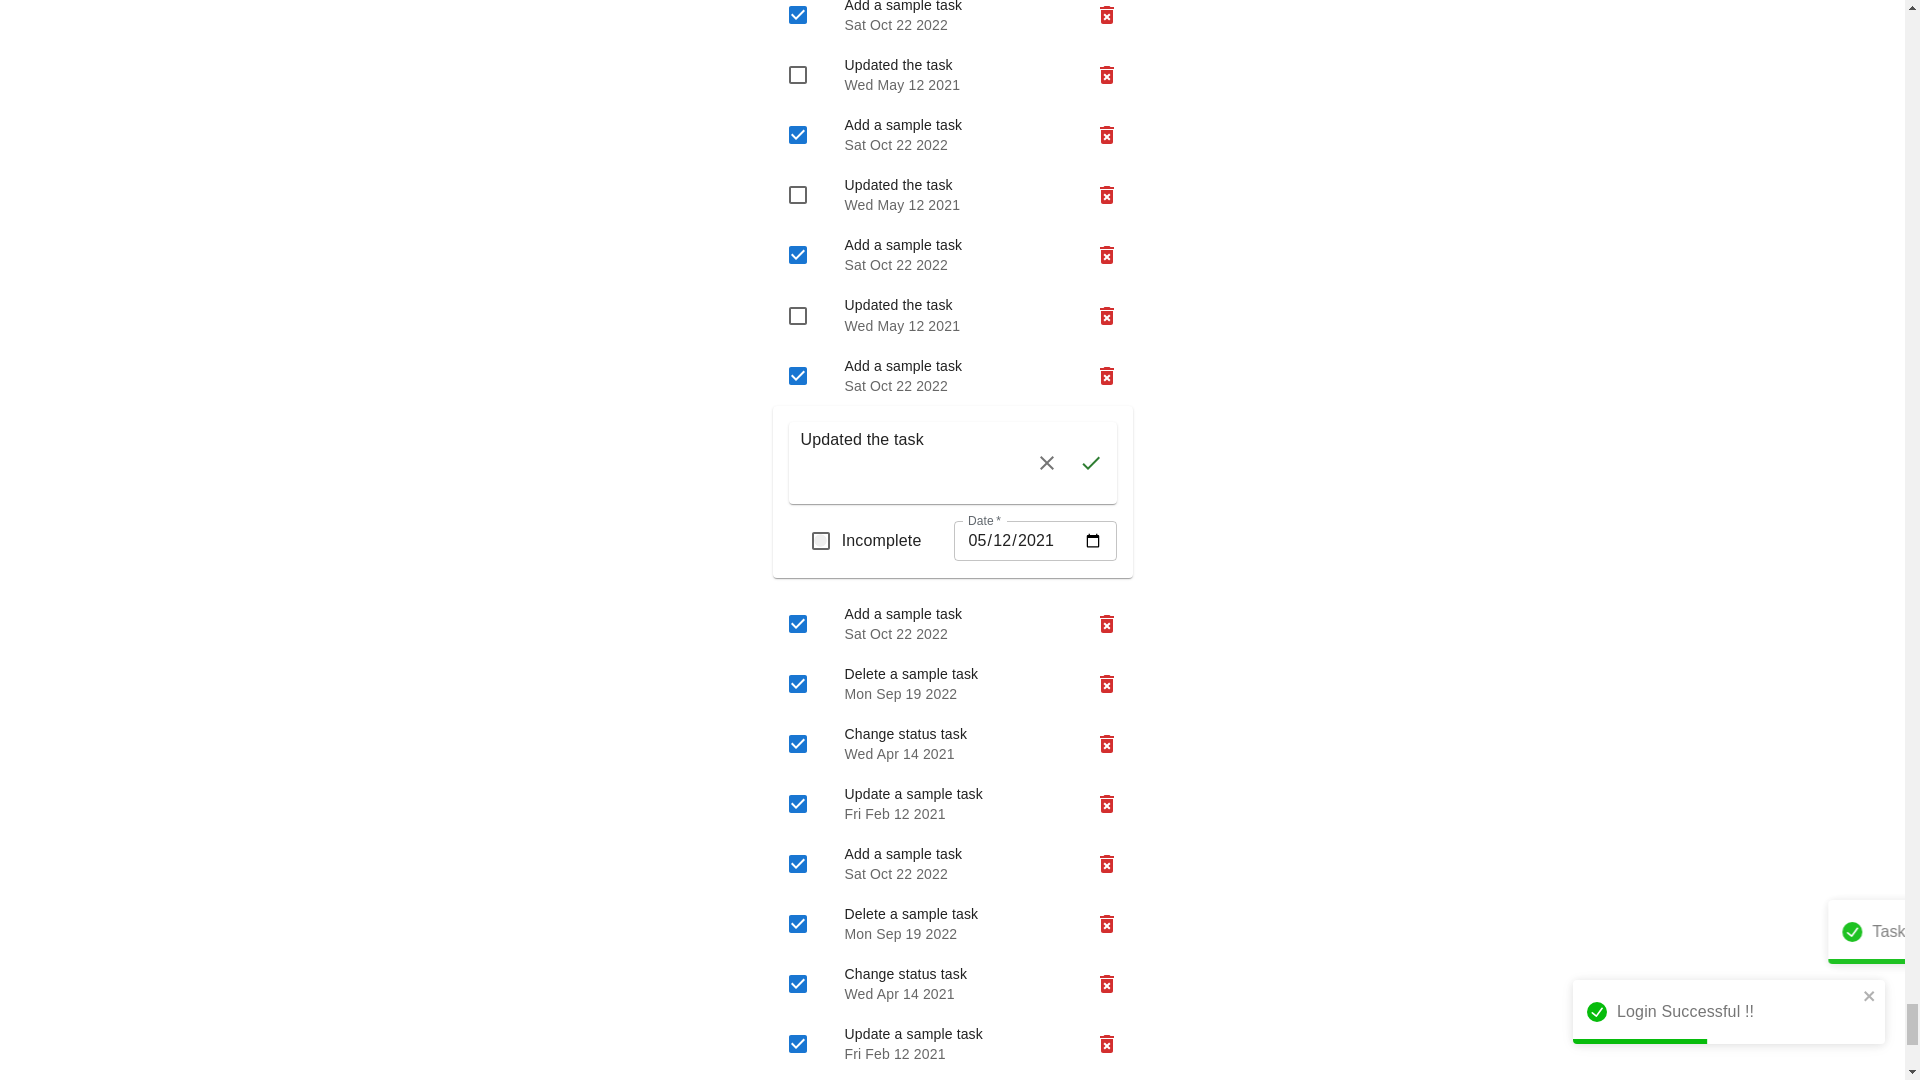 Add a sample task
Sat Oct 22 2022
Updated the task
Wed May 12 2021
Add a sample task
Sat Oct 22 2022
Updated the task
Wed May 12 2021
Add a sample task
Sat Oct 22 2022
Updated the task
Wed May 12 2021
Add a sample task
Sat Oct 22 2022
Updated the task
Date *
Incomplete
05/12/2021
Add a sample task
Sat Oct 22 2022
Delete a sample task
Mon Sep 19 2022
Change status task
Wed Apr 14 2021
Update a sample task
Fri Feb 12 2021
Add a sample task
Sat Oct 22 2022
Delete a sample task
Mon Sep 19 2022
Task
Change status task
Wed Apr 14 2021
Login Successful !!
Update a sample task
Fri Feb 12 2021